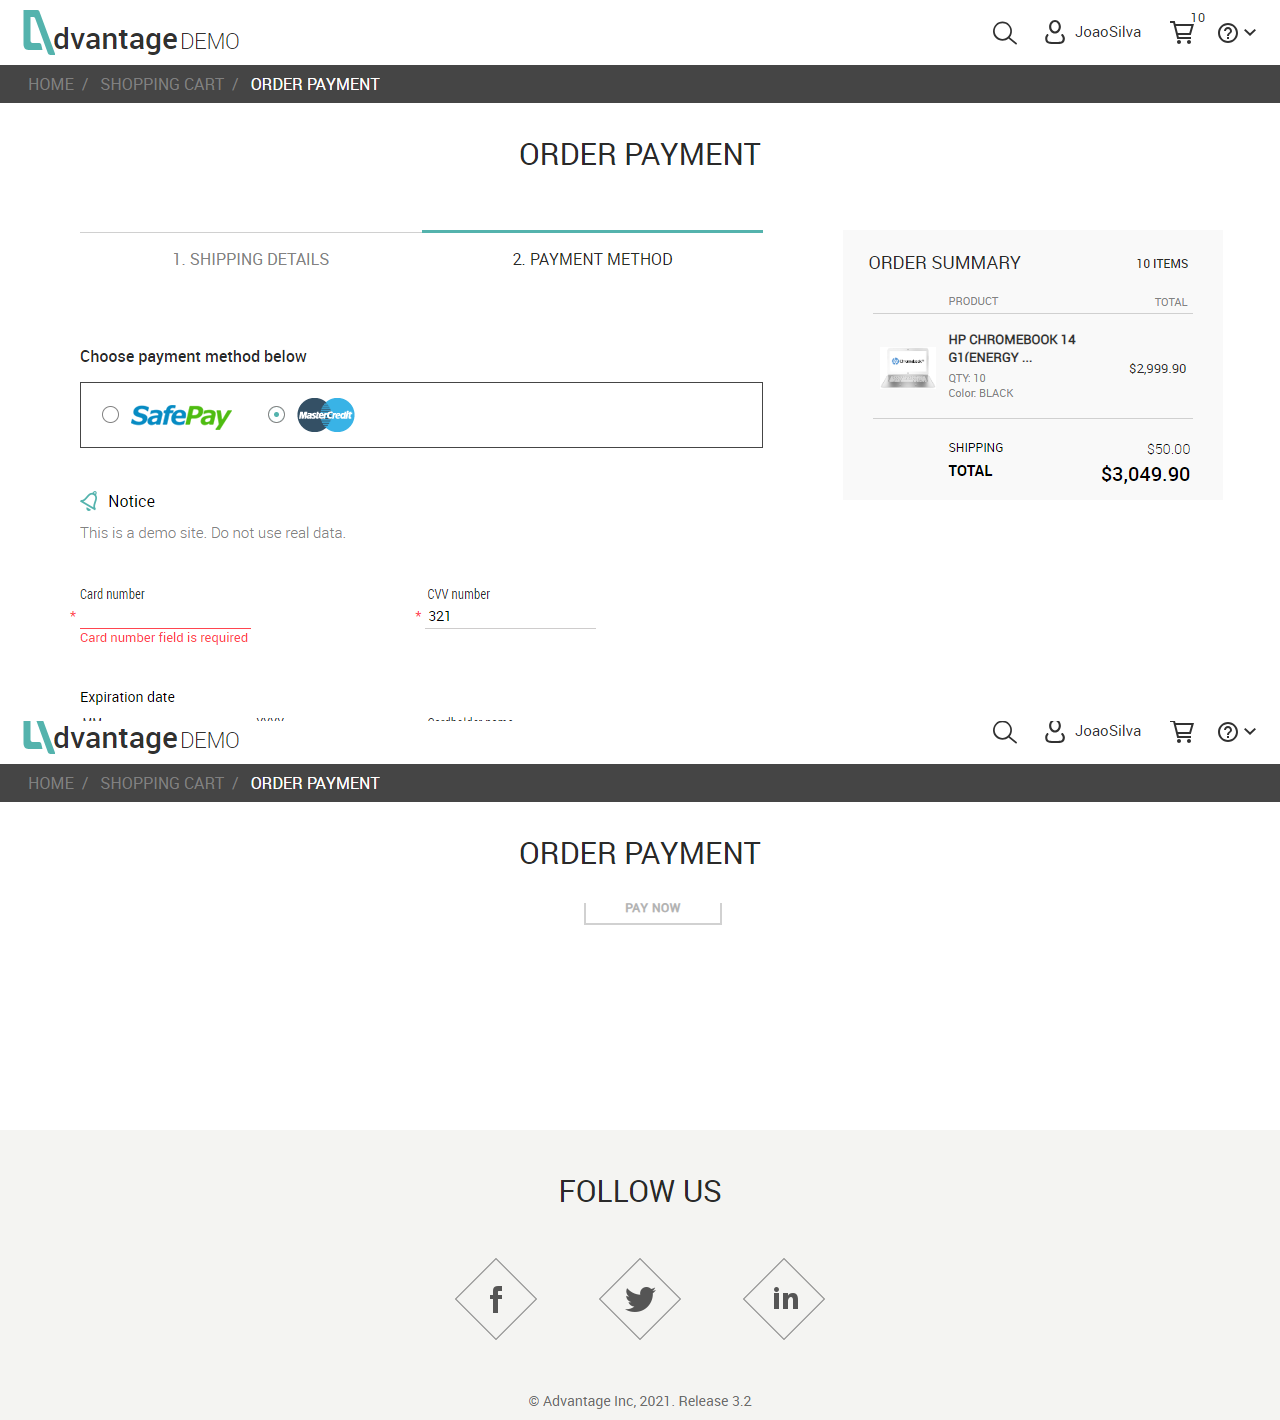 dvantage DEMO
JoaoSilva
10
HOME / SHOPPING CART / ORDER PAYMENT
ORDER PAYMENT
1. SHIPPING DETAILS
2. PAYMENT METHOD
Choose payment method below
SafePay
MasterCredit
Notice
This is a demo site. Do not use real data.
Card number
*
Card number field is required
CVV number
* 321
Expiration date
MM
YYYY
Cardholder name
ORDER SUMMARY
10 ITEMS
PRODUCT
TOTAL
HP CHROMEBOOK 14
G1(ENERGY ...
QTY: 10
Color: BLACK
$2,999.90
SHIPPING
$50.00
TOTAL
$3,049.90
dvantage DEMO
JoaoSilva
HOME / SHOPPING CART / ORDER PAYMENT
ORDER PAYMENT
PAY NOW
FOLLOW US
f
in
© Advantage Inc, 2021. Release 3.2